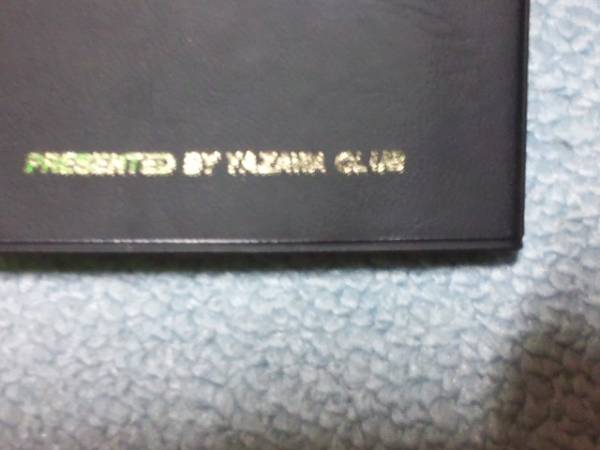 PRESENTED BY YAZAWA CLUB